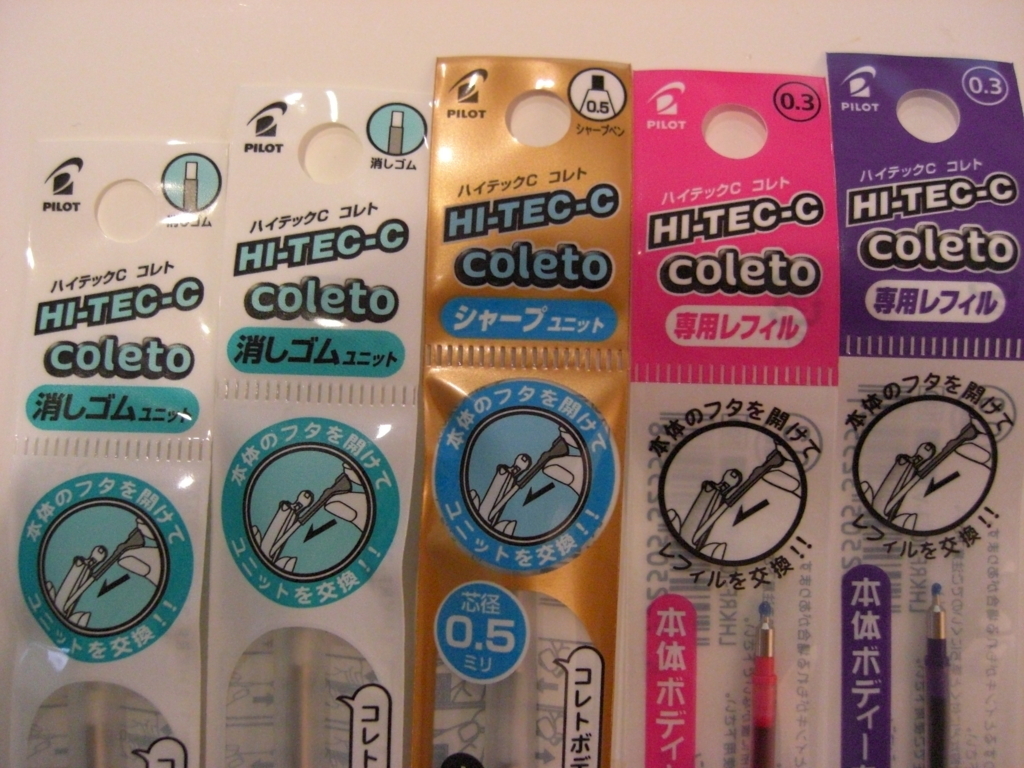 PILOT
消しゴム
ハイテックC コレト
HI-TEC-C
coleto
消しゴムユニット
本体のフタを開けて
ユニットを交換!!
コ
PILOT
消しゴム
ハイテックC コレト
HI-TEC-C
coleto
消しゴムユニット
本体のフタを開けて
ユニットを交換!!
コレト
PILOT
0.5
シャープペン
ハイテックC コレト
HI-TEC-C
coleto
シャープユニット
本体のフタを開けて
ユニットを交換!!
芯径
0.5
ミリ
コレトボ
PILOT
0.3
ハイテックC コレト
HI-TEC-C
coleto
専用レフィル
本体のフタを開けて
レフィルを交換!!
本体ボディ
PILOT
0.3
ハイテックC コレト
HI-TEC-C
coleto
専用レフィル
本体のフタを開けて
レフィルを交換!!
本体ボディー